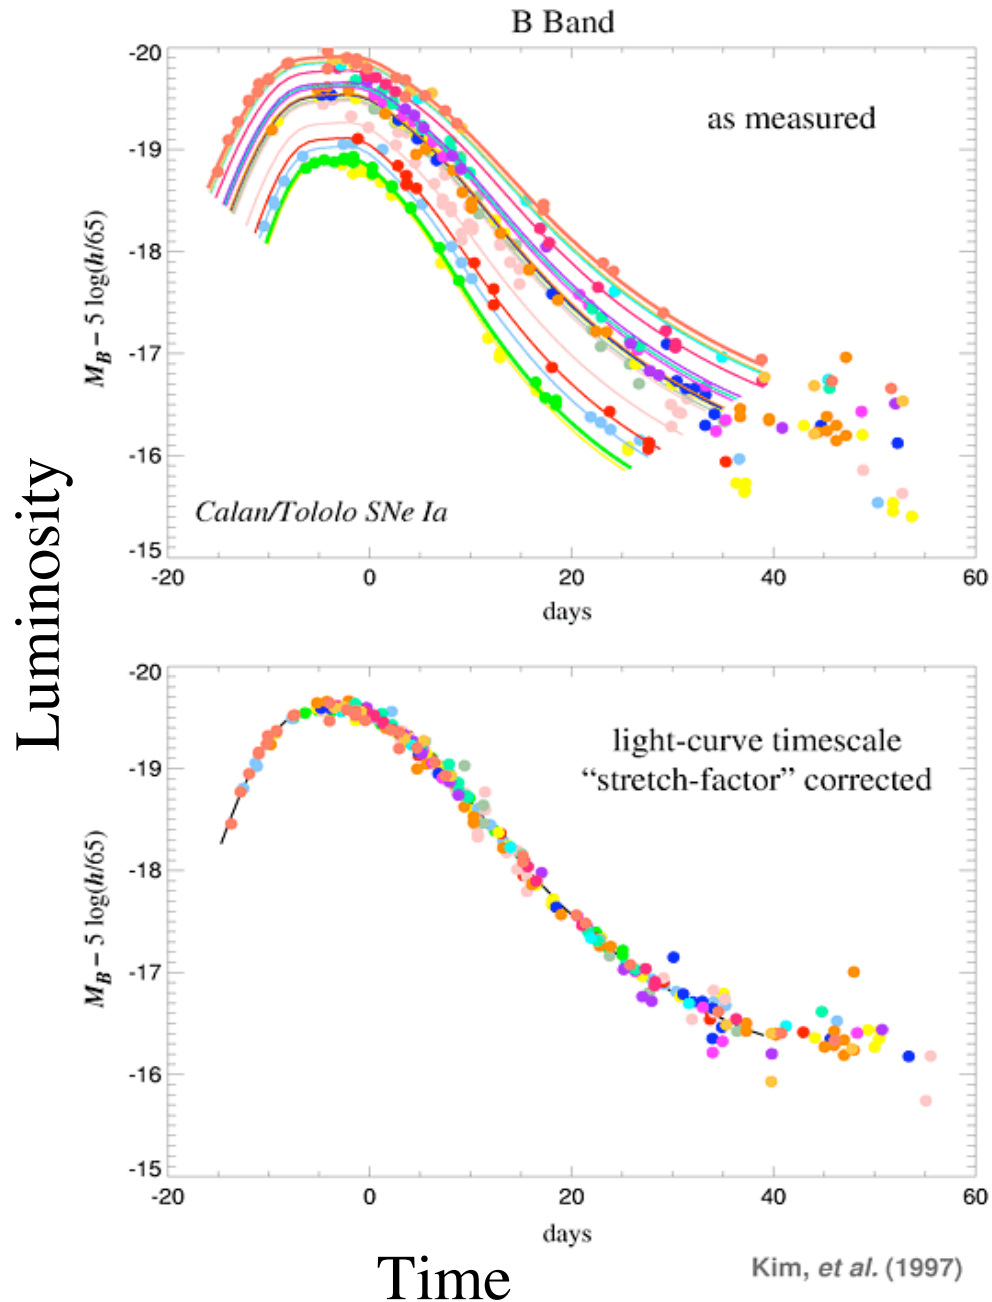 B Band
as measured
Calan/Tololo SNe Ia
M_B – 5 log(h/65)
-20
-19
-18
-17
-16
-15
-20 0 20 40 60
days
Luminosity
light-curve timescale
“stretch-factor” corrected
M_B – 5 log(h/65)
-20
-19
-18
-17
-16
-15
-20 0 20 40 60
days
Time
Kim, et al. (1997)